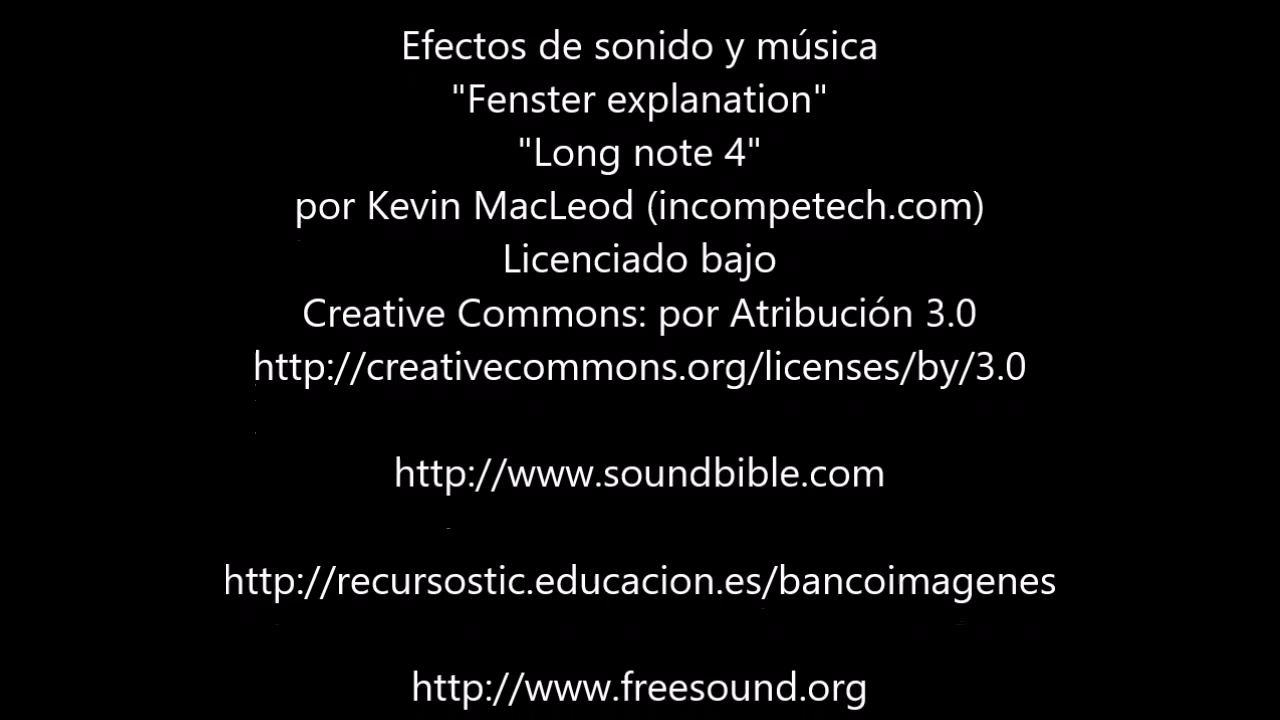 Efectos de sonido y música
"Fenster explanation"
"Long note 4"
por Kevin MacLeod (incompetech.com)
Licenciado bajo
Creative Commons: por Atribución 3.0
http://creativecommons.org/licenses/by/3.0
http://www.soundbible.com
http://recursostic.educacion.es/bancoimagenes
http://www.freesound.org